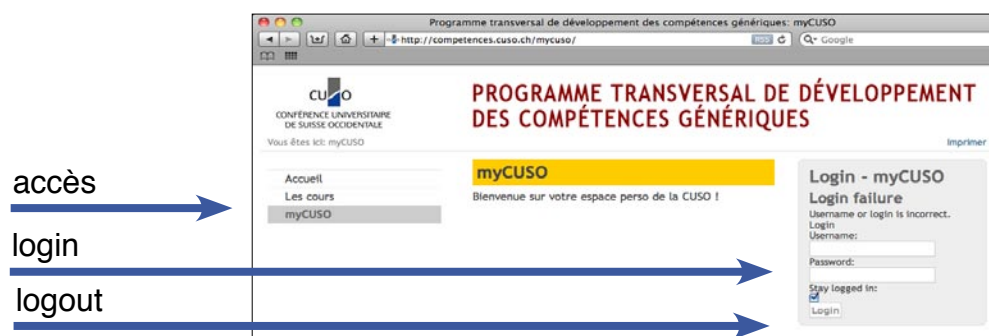 Programme transversal de développement des compétences génériques: myCUSO
http://competences.cuso.ch/mycuso/
RSS
Google
CUSO
CONFÉRENCE UNIVERSITAIRE
DE SUISSE OCCIDENTALE
PROGRAMME TRANSVERSAL DE DÉVELOPPEMENT
DES COMPÉTENCES GÉNÉRIQUES
Vous êtes ici: myCUSO
Imprimer
accès
login
logout
Accueil
Les cours
myCUSO
myCUSO
Bienvenue sur votre espace perso de la CUSO !
Login - myCUSO
Login failure
Username or login is incorrect.
Login
Username:
Password:
Stay logged in:
Login